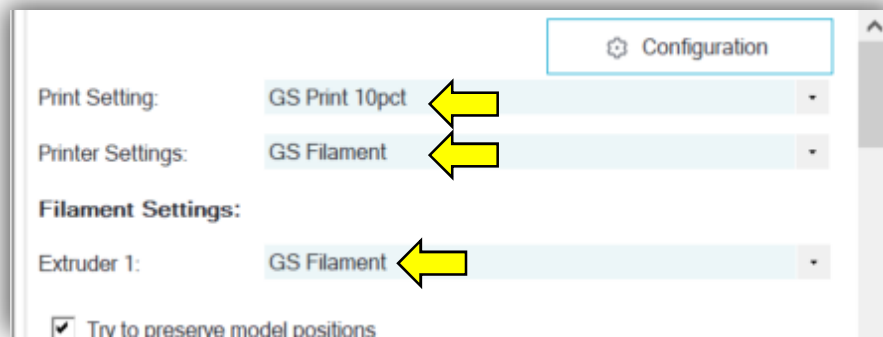 Configuration
Print Setting: GS Print 10pct
Printer Settings: GS Filament
Filament Settings:
Extruder 1: GS Filament
Try to preserve model positions